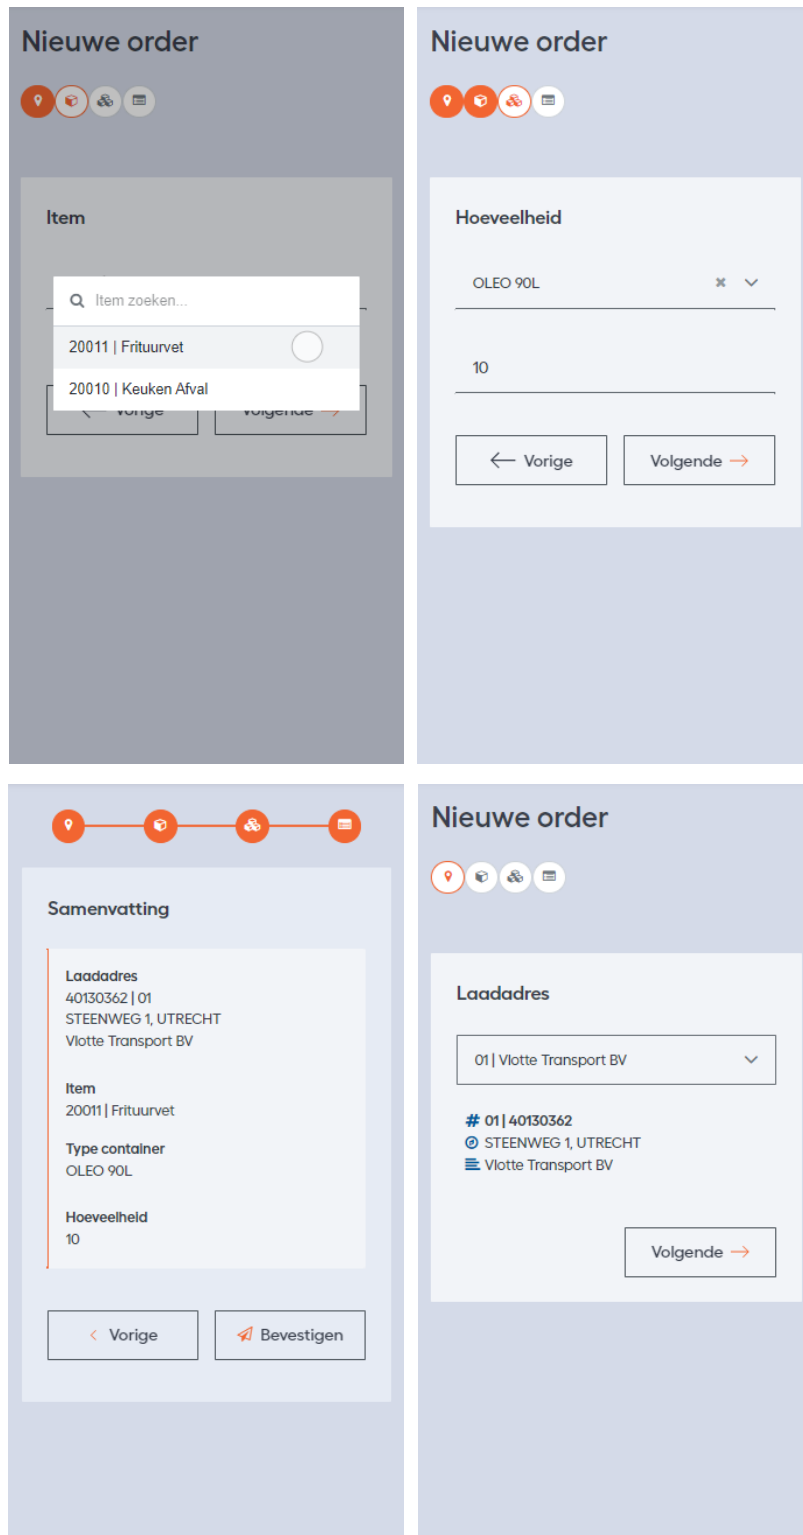 Nieuwe order
Item
Item zoeken...
20011 | Frituurvet
20010 | Keuken Afval
Vorige
Volgende
Nieuwe order
Hoeveelheid
OLEO 90L
10
Vorige
Volgende
Samenvatting
Laadadres
40130362 | 01
STEENWEG 1, UTRECHT
Vlotte Transport BV
Item
20011 | Frituurvet
Type container
OLEO 90L
Hoeveelheid
10
Vorige
Bevestigen
Nieuwe order
Laadadres
01 | Vlotte Transport BV
# 01 | 40130362
STEENWEG 1, UTRECHT
Vlotte Transport BV
Volgende